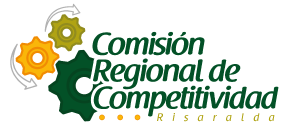 Comisión
Regional de
Competitividad
Risaralda